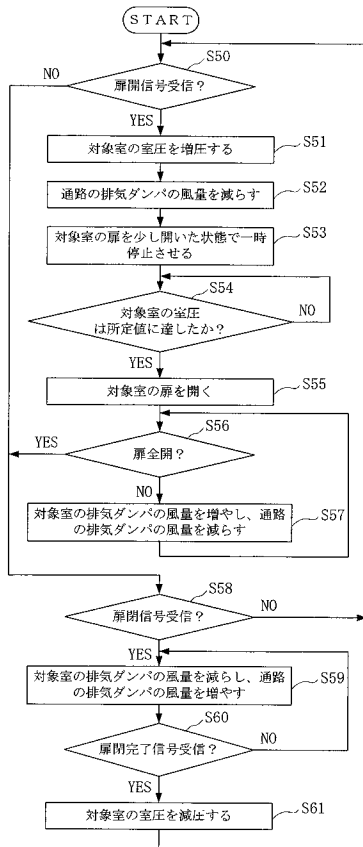 ＳＴＡＲＴ
S50
NO
扉開信号受信？
YES
S51
対象室の室圧を増圧する
S52
通路の排気ダンパの風量を減らす
S53
対象室の扉を少し開いた状態で一時
停止させる
S54
対象室の室圧
は所定値に達したか？
NO
YES
S55
対象室の扉を開く
S56
YES
扉全開？
NO
S57
対象室の排気ダンパの風量を増やし、通路
の排気ダンパの風量を減らす
S58
扉閉信号受信？
NO
YES
S59
対象室の排気ダンパの風量を減らし、通路
の排気ダンパの風量を増やす
S60
扉閉完了信号受信？
NO
YES
S61
対象室の室圧を減圧する